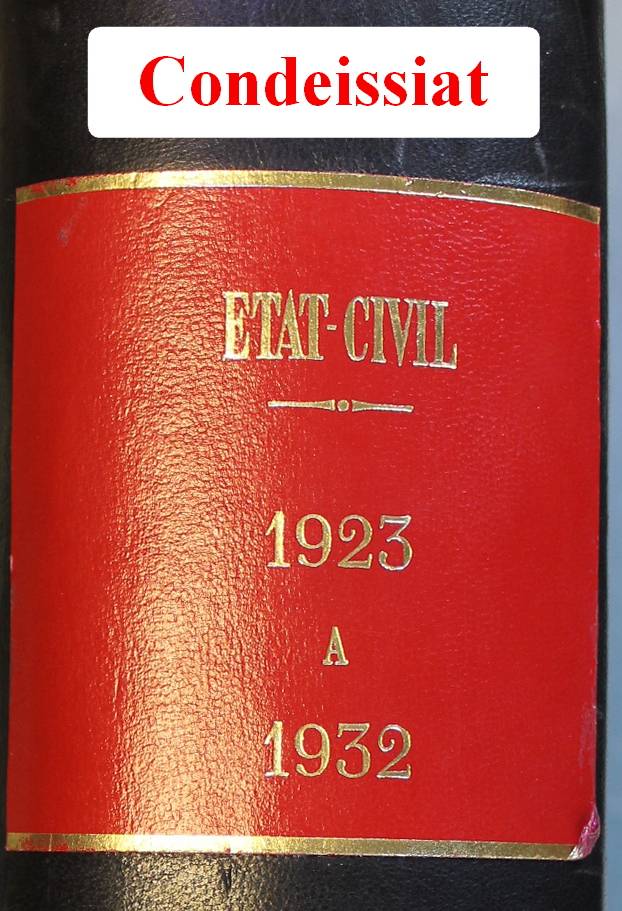 Condeissiat
ETAT-CIVIL
1923
A
1932